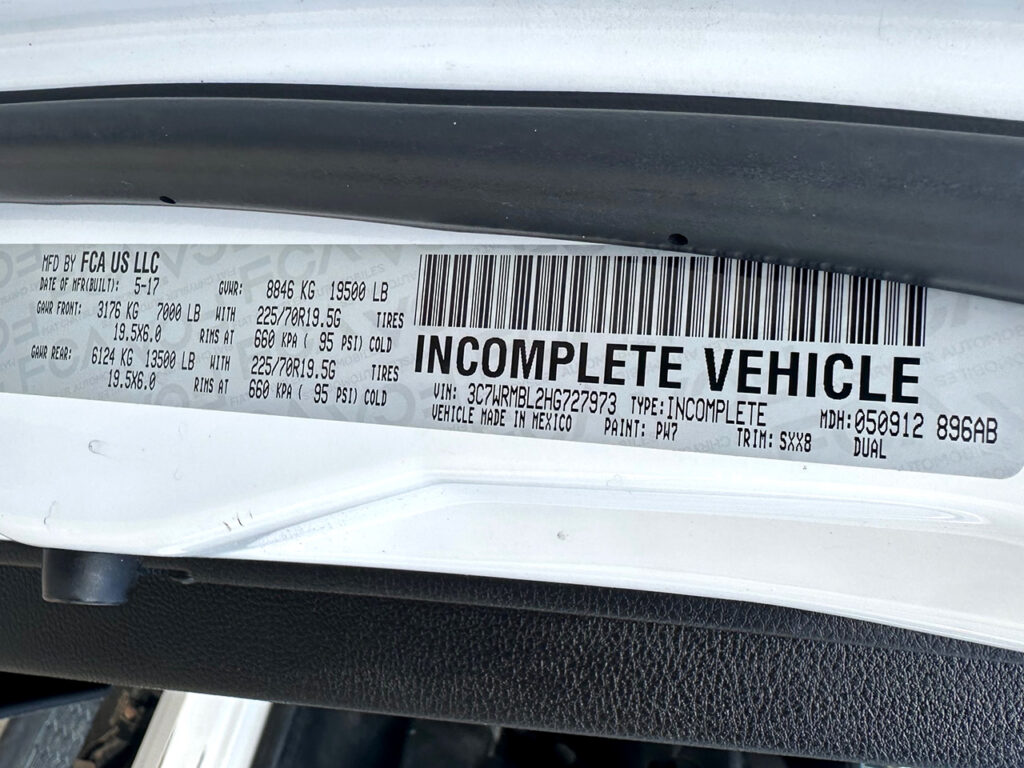 MFD BY FCA US LLC
DATE OF MFR(BUILT): 5-17 GVWR: 8846 KG 19500 LB
GAWR FRONT: 3176 KG 7000 LB WITH 225/70R19.5G TIRES
19.5X6.0 RIMS AT 660 KPA ( 95 PSI) COLD
GAWR REAR: 6124 KG 13500 LB WITH 225/70R19.5G TIRES
19.5X6.0 RIMS AT 660 KPA ( 95 PSI) COLD
INCOMPLETE VEHICLE
VIN: 3C7WRMBL2HG727973 TYPE: INCOMPLETE MDH: 050912 896AB
VEHICLE MADE IN MEXICO PAINT: PW7 TRIM: SXX8 DUAL